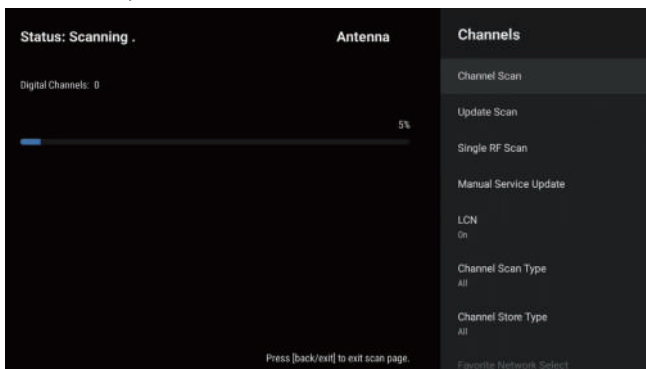 Status: Scanning .
Antenna
Digital Channels: 0
5%
Press [back/exit] to exit scan page.
Channels
Channel Scan
Update Scan
Single RF Scan
Manual Service Update
LCN
On
Channel Scan Type
All
Channel Store Type
All
Favorite Network Select